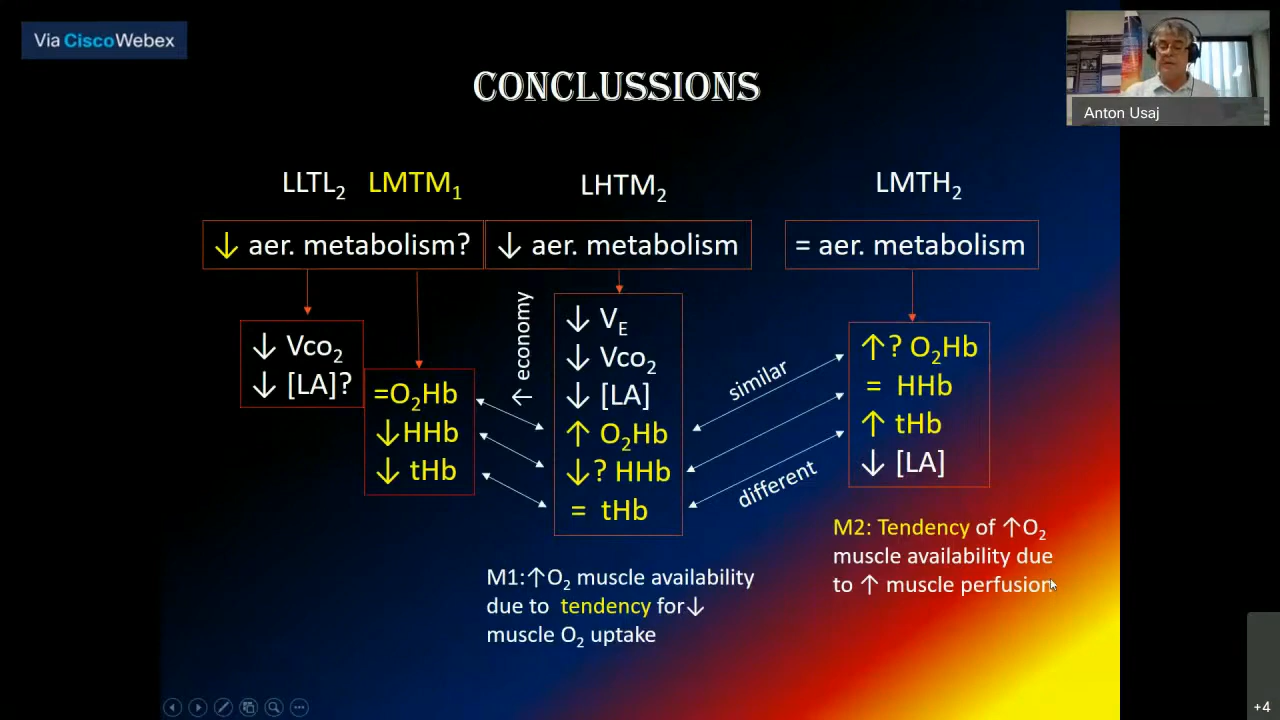 Via CiscoWebex
CONCLUSSIONS
Anton Usaj
LLTL₂ LMTM₁ LHTM₂ LMTH₂
↓ aer. metabolism? ↓ aer. metabolism = aer. metabolism
↓ Vco₂
↓ [LA]?
=O₂Hb
↓ HHb
↓ tHb
↑ economy
↓ VE
↓ Vco₂
↓ [LA]
↑ O₂Hb
↓? HHb
= tHb
similar
different
↑? O₂Hb
= HHb
↑ tHb
↓ [LA]
M1:↑O₂ muscle availability
due to tendency for↓
muscle O₂ uptake
M2: Tendency of ↑O₂
muscle availability due
to ↑ muscle perfusion
+4